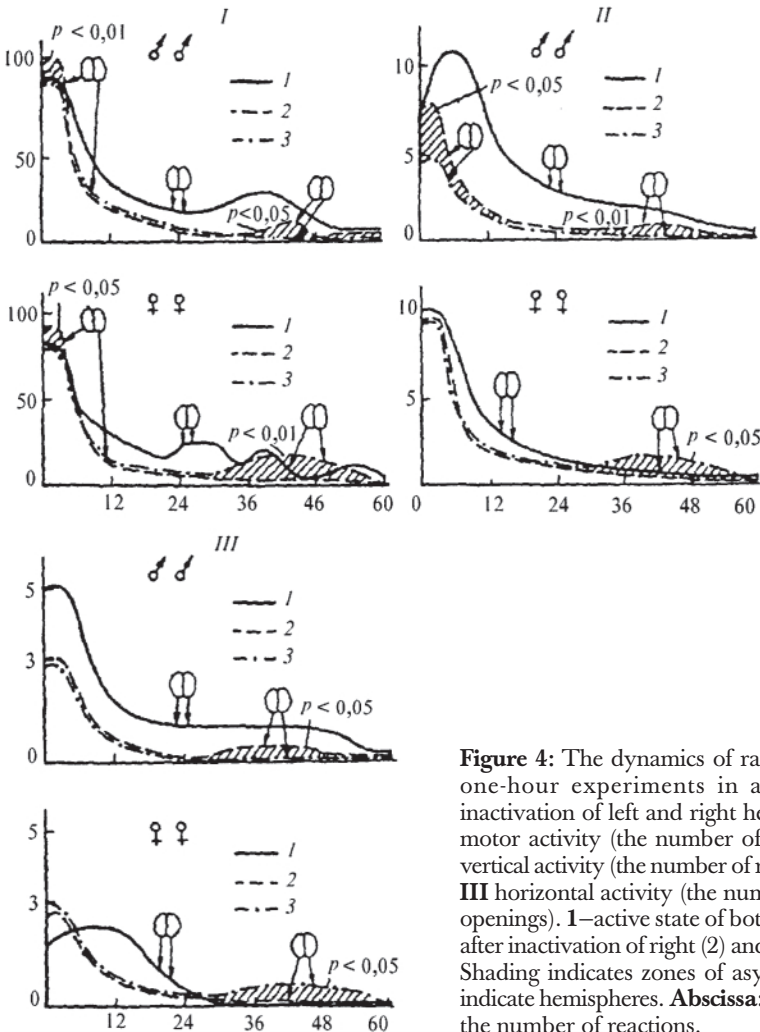 I
p < 0,01
♂ ♂
1
2
3
100
50
0
p<0,05
II
♂ ♂
1
2
3
10
5
0
p<0,05
p<0,01
p < 0,05
♀ ♀
1
2
3
100
50
0
p < 0,01
12 24 36 48 60
♀ ♀
1
2
3
10
5
p<0,05
0 12 24 36 48 60
III
♂ ♂
1
2
3
5
3
0
p < 0,05
♀ ♀
1
2
3
5
3
0
p<0,05
12 24 36 48 60
Figure 4: The dynamics of ra
one-hour experiments in a
inactivation of left and right he
motor activity (the number of
vertical activity (the number of r
III horizontal activity (the num
openings). 1–active state of bot
after inactivation of right (2) and
Shading indicates zones of asy
indicate hemispheres. Abscissa:
the number of reactions.